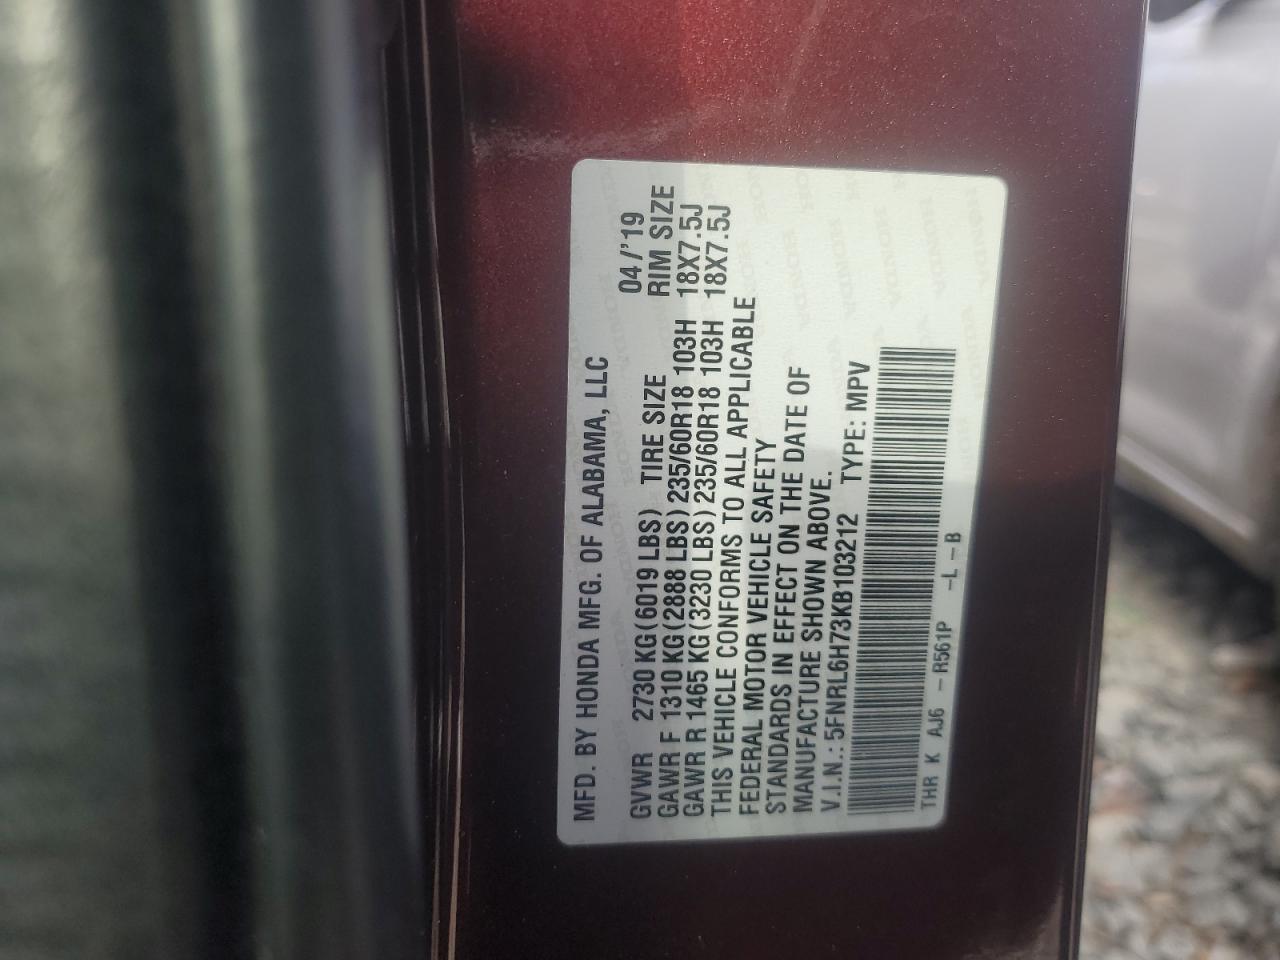 MFD. BY HONDA MFG. OF ALABAMA, LLC
04/'19
GVWR 2730 KG (6019 LBS) TIRE SIZE RIM SIZE
GAWR F 1310 KG (2888 LBS) 235/60R18 103H 18X7.5J
GAWR R 1465 KG (3230 LBS) 235/60R18 103H 18X7.5J
THIS VEHICLE CONFORMS TO ALL APPLICABLE
FEDERAL MOTOR VEHICLE SAFETY
STANDARDS IN EFFECT ON THE DATE OF
MANUFACTURE SHOWN ABOVE.
V.I.N.: 5FNRL6H73KB103212 TYPE: MPV
THR K AJ6 - R561P -L-B